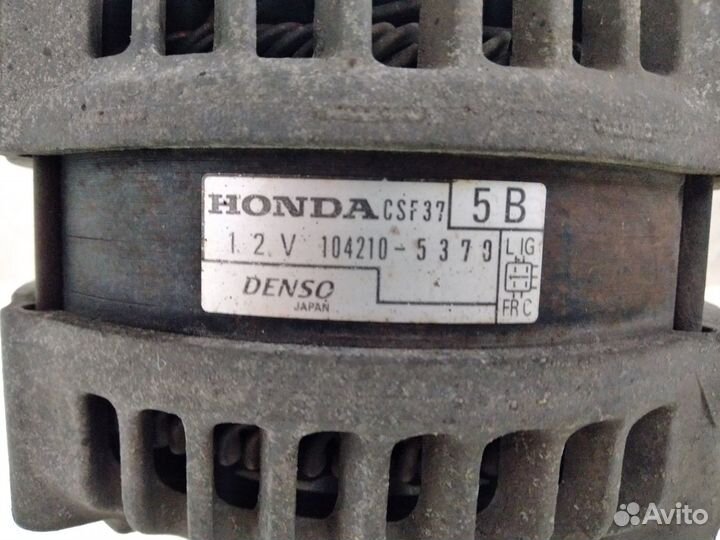 HONDA CSF37 5B
12V 104210-5370 L IG
DENSO
JAPAN FR C
Avito